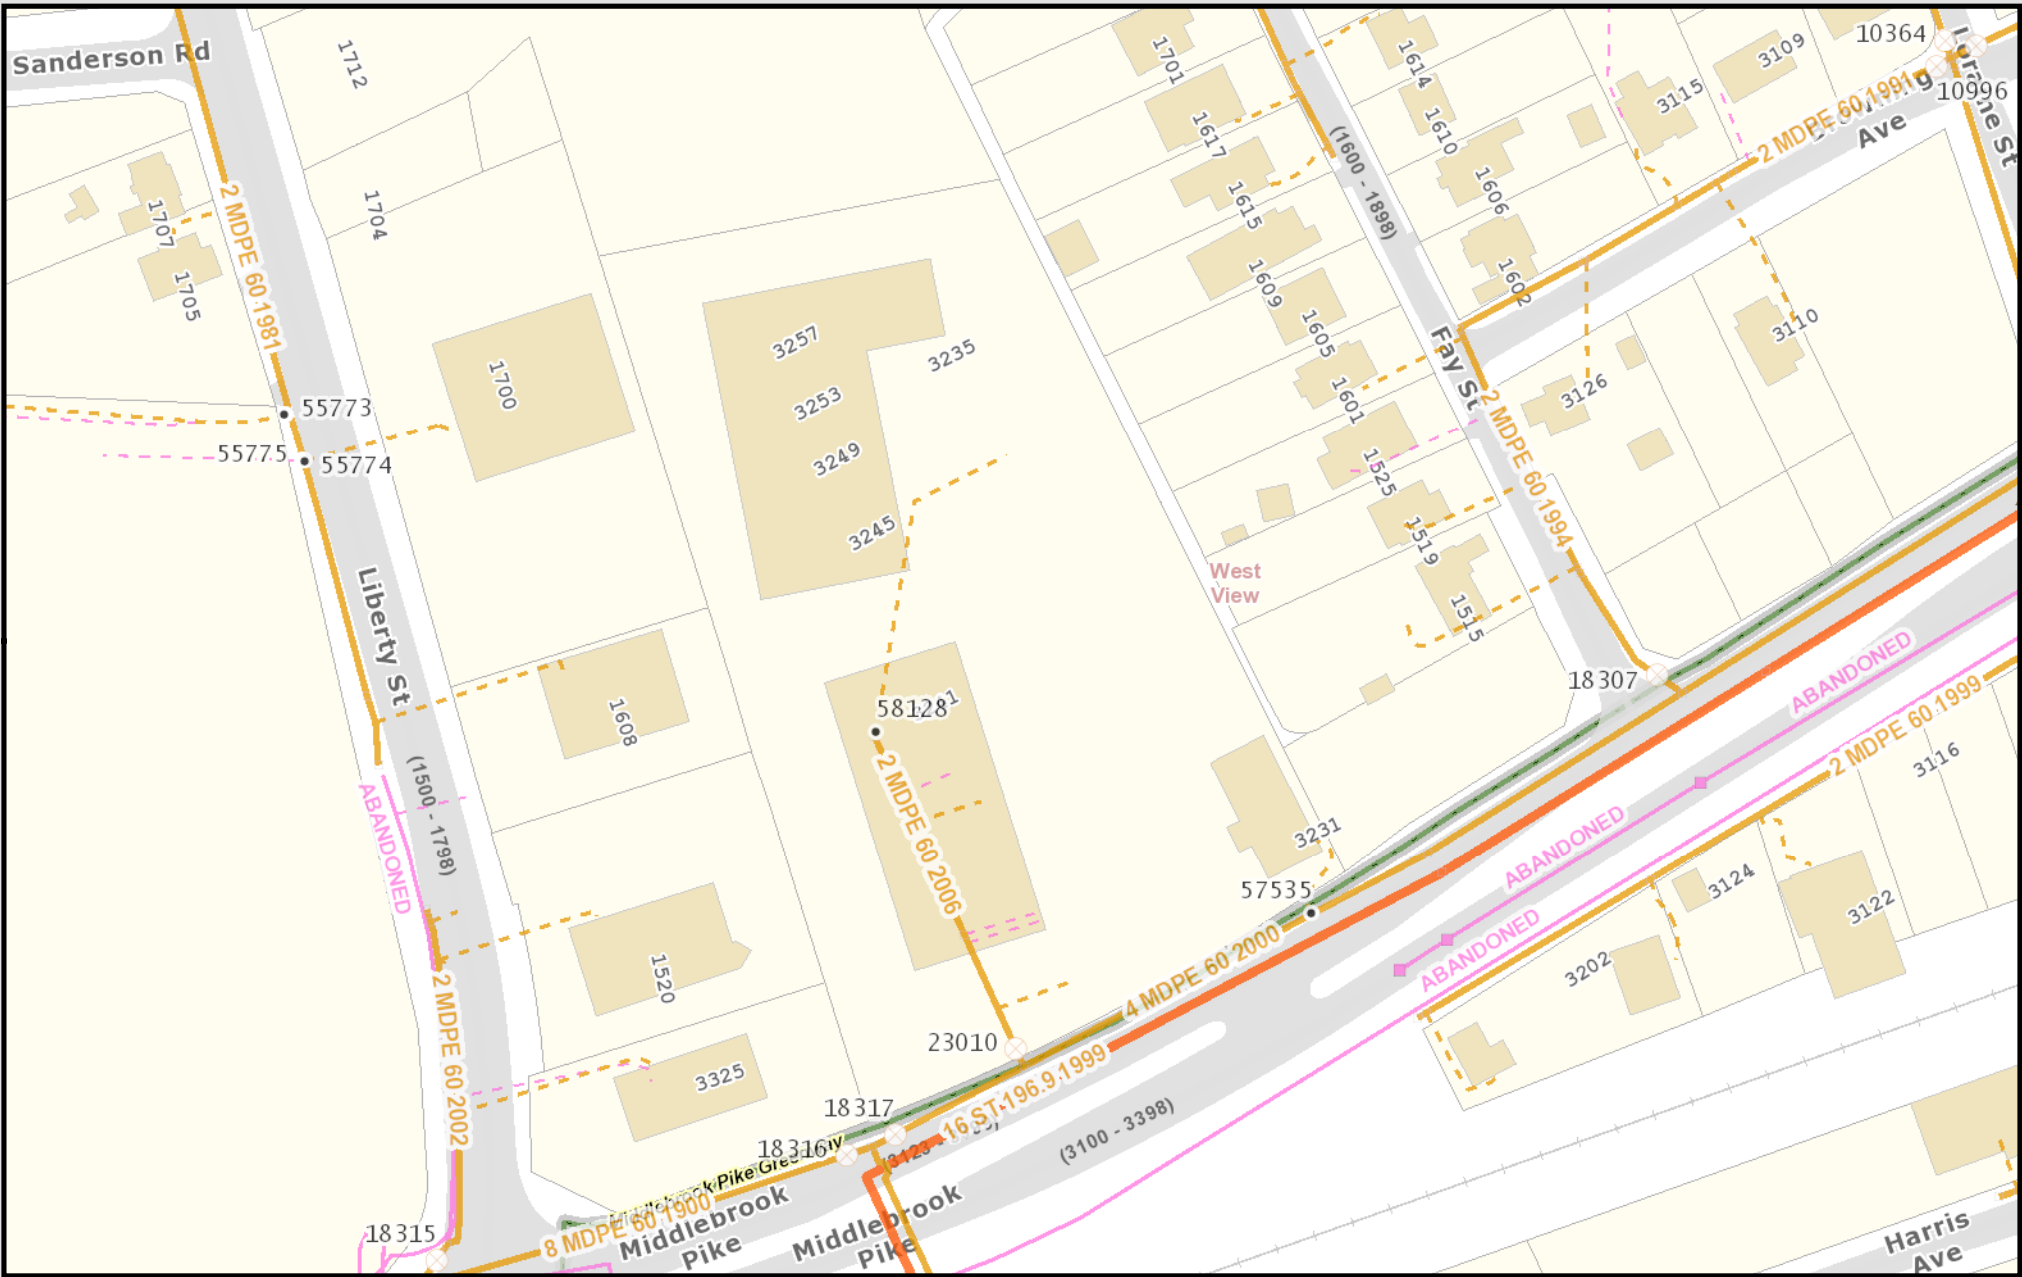 Sanderson Rd
1712
1704
1707
1705
2 MDPE 60 1981
1700
55773
55775
55774
Liberty St
1608
(1500 - 1798)
ABANDONED
1520
2 MDPE 60 2002
3325
18315
8 MDPE 60 1900
Middlebrook Pike Greenway
Middlebrook
Pike
Middlebrook
Pike
18316
18317
23010
16 ST 196.9 1999
(3100 - 3398)
4 MDPE 60 2000
57535
3257
3235
3253
3249
3245
58128
2 MDPE 60 2006
West
View
3231
1701
1617
1615
1609
1605
1601
1525
1519
1515
(1600 - 1898)
1614
1610
1606
1602
Fay St
2 MDPE 60 1994
3115
3109
2 MDPE 60 1991
Ave
10364
10996
Loraine St
3110
3126
18307
ABANDONED
ABANDONED
ABANDONED
2 MDPE 60 1999
3116
3124
3122
3202
Harris
Ave